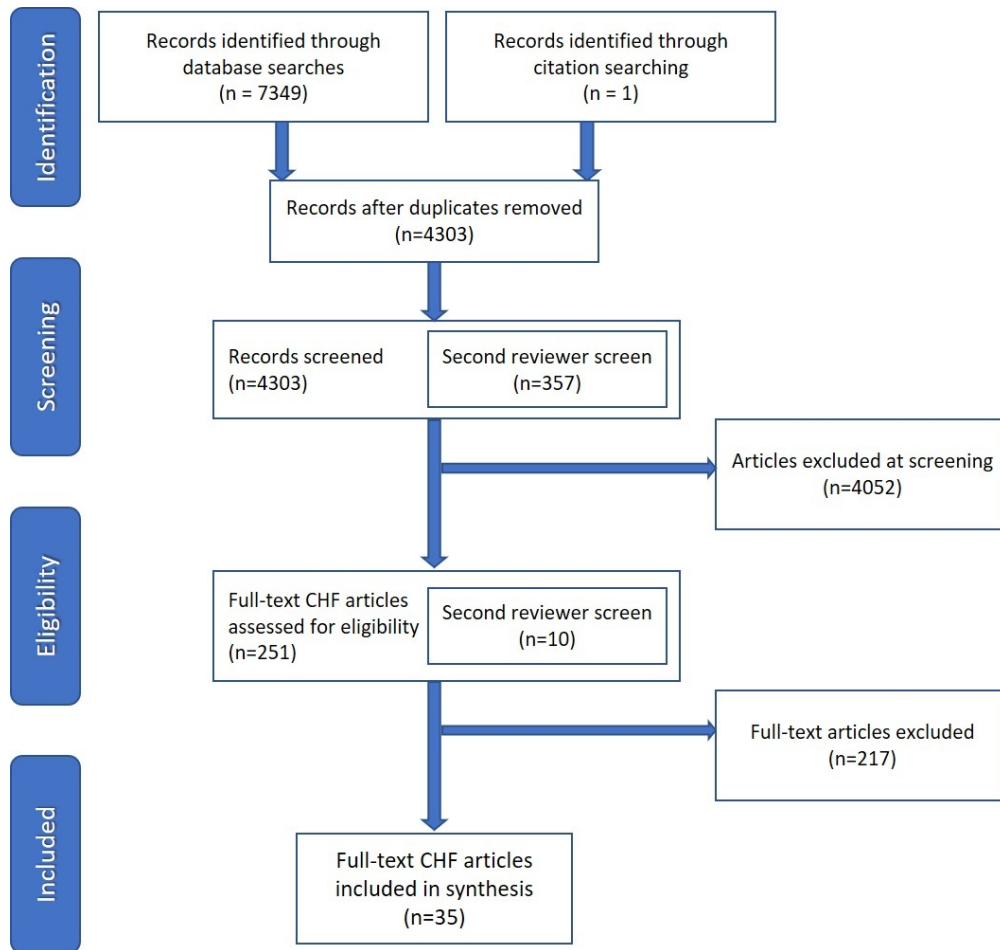 Identification
Records identified through
database searches
(n = 7349)
Records identified through
citation searching
(n = 1)
Records after duplicates removed
(n=4303)
Screening
Records screened
(n=4303)
Second reviewer screen
(n=357)
Articles excluded at screening
(n=4052)
Eligibility
Full-text CHF articles
assessed for eligibility
(n=251)
Second reviewer screen
(n=10)
Full-text articles excluded
(n=217)
Included
Full-text CHF articles
included in synthesis
(n=35)